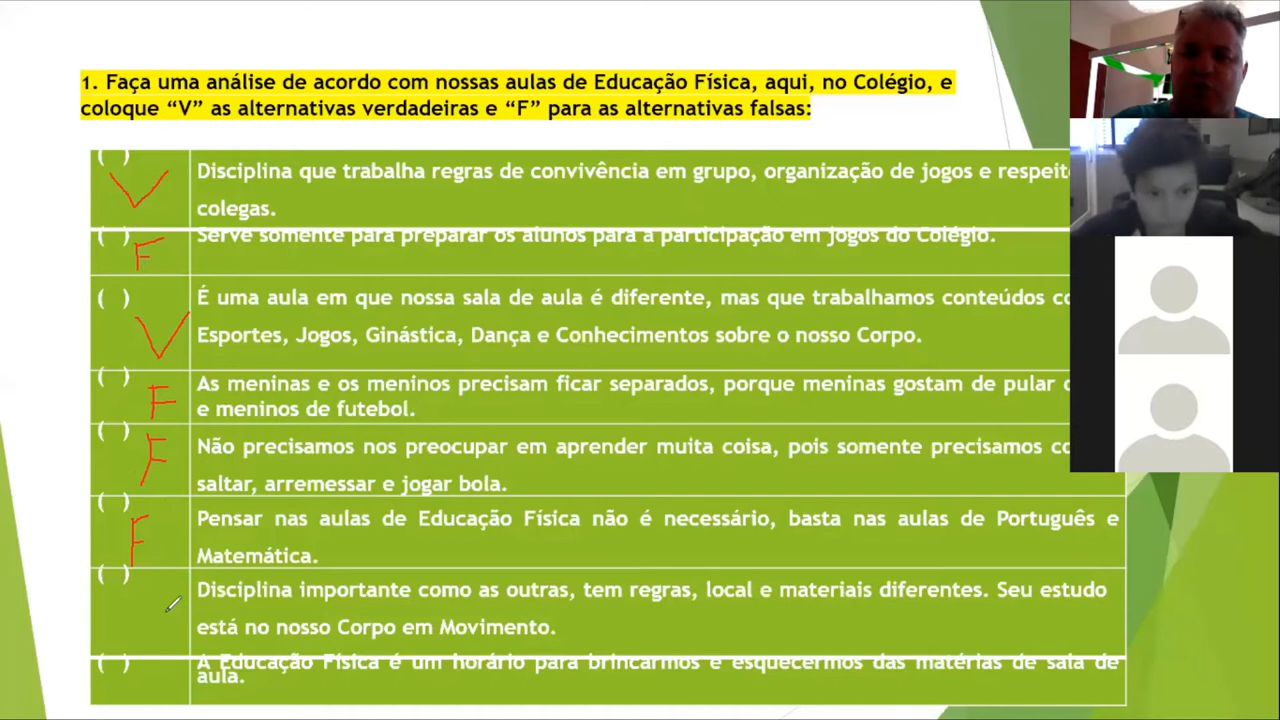 1. Faça uma análise de acordo com nossas aulas de Educação Física, aqui, no Colégio, e
coloque “V” as alternativas verdadeiras e “F” para as alternativas falsas:
( )
V
Disciplina que trabalha regras de convivência em grupo, organização de jogos e respeit
colegas.
( )
F
Serve somente para preparar os alunos para a participação em jogos do Colégio.
( )
V
É uma aula em que nossa sala de aula é diferente, mas que trabalhamos conteúdos co
Esportes, Jogos, Ginástica, Dança e Conhecimentos sobre o nosso Corpo.
( )
F
As meninas e os meninos precisam ficar separados, porque meninas gostam de pular
e meninos de futebol.
( )
F
Não precisamos nos preocupar em aprender muita coisa, pois somente precisamos co
saltar, arremessar e jogar bola.
( )
F
Pensar nas aulas de Educação Física não é necessário, basta nas aulas de Português e
Matemática.
( )
Disciplina importante como as outras, tem regras, local e materiais diferentes. Seu estudo
está no nosso Corpo em Movimento.
( )
A Educação Física é um horário para brincarmos e esquecermos das matérias de sala de
aula.